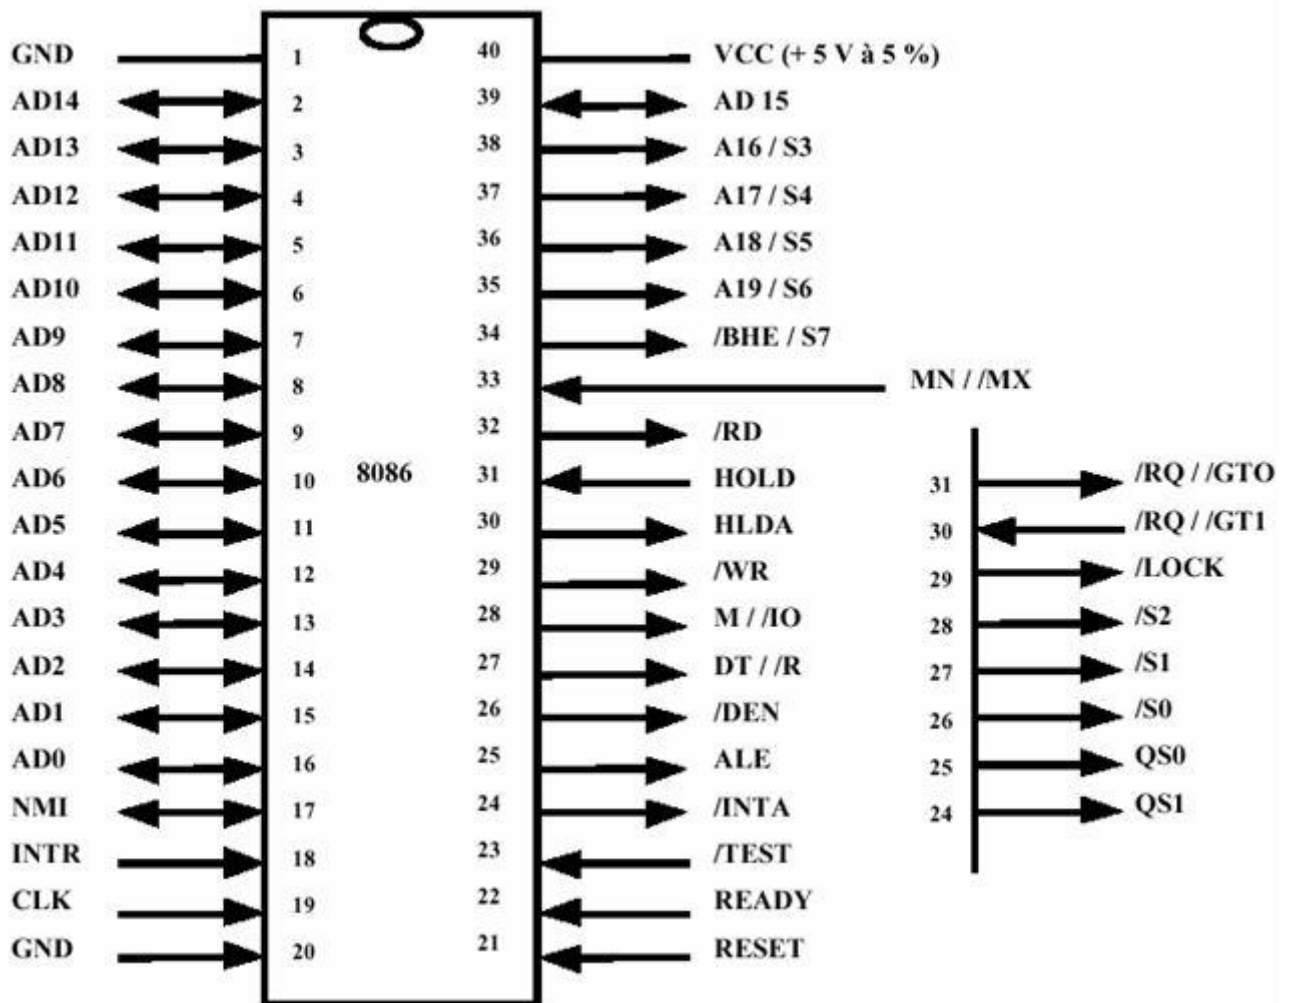 GND 1 40 VCC (+ 5 V à 5 %)
AD14 2 39 AD 15
AD13 3 38 A16 / S3
AD12 4 37 A17 / S4
AD11 5 36 A18 / S5
AD10 6 35 A19 / S6
AD9 7 34 /BHE / S7
AD8 8 33 MN / /MX
AD7 9 32 /RD
AD6 10 8086 31 HOLD 31 /RQ / /GTO
AD5 11 30 HLDA 30 /RQ / /GT1
AD4 12 29 /WR 29 /LOCK
AD3 13 28 M / /IO 28 /S2
AD2 14 27 DT / /R 27 /S1
AD1 15 26 /DEN 26 /S0
AD0 16 25 ALE 25 QS0
NMI 17 24 /INTA 24 QS1
INTR 18 23 /TEST
CLK 19 22 READY
GND 20 21 RESET